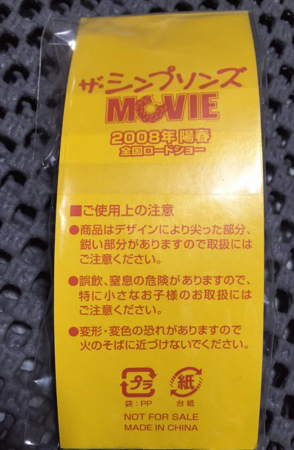 ザ・シンプソンズ
MOVIE
2008年 陽春
全国ロードショー
■ご使用上の注意
●商品はデザインにより尖った部分、
鋭い部分がありますので取扱には
ご注意ください。
●誤飲、窒息の危険がありますので、
特に小さなお子様のお取扱には
ご注意ください。
●変形・変色の恐れがありますので
火のそばに近づけないでください。
プラ 紙
袋:PP 台紙
NOT FOR SALE
MADE IN CHINA